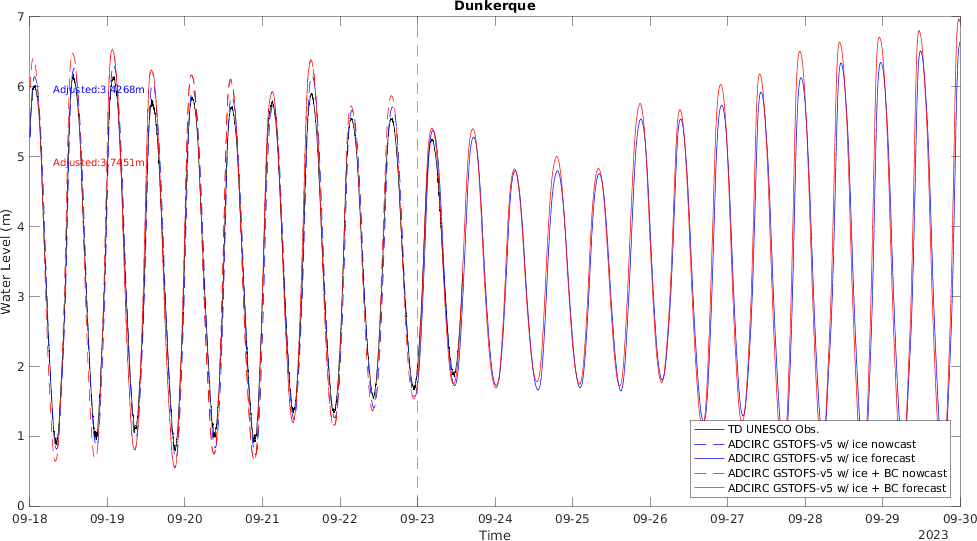 Dunkerque
7
6
5
4
3
2
1
0
Water Level (m)
Adjusted:3.4268m
Adjusted:3.7451m
TD UNESCO Obs.
ADCIRC GSTOFS-v5 w/ ice nowcast
ADCIRC GSTOFS-v5 w/ ice forecast
ADCIRC GSTOFS-v5 w/ ice + BC nowcast
ADCIRC GSTOFS-v5 w/ ice + BC forecast
09-18 09-19 09-20 09-21 09-22 09-23 09-24 09-25 09-26 09-27 09-28 09-29 09-30
Time
2023